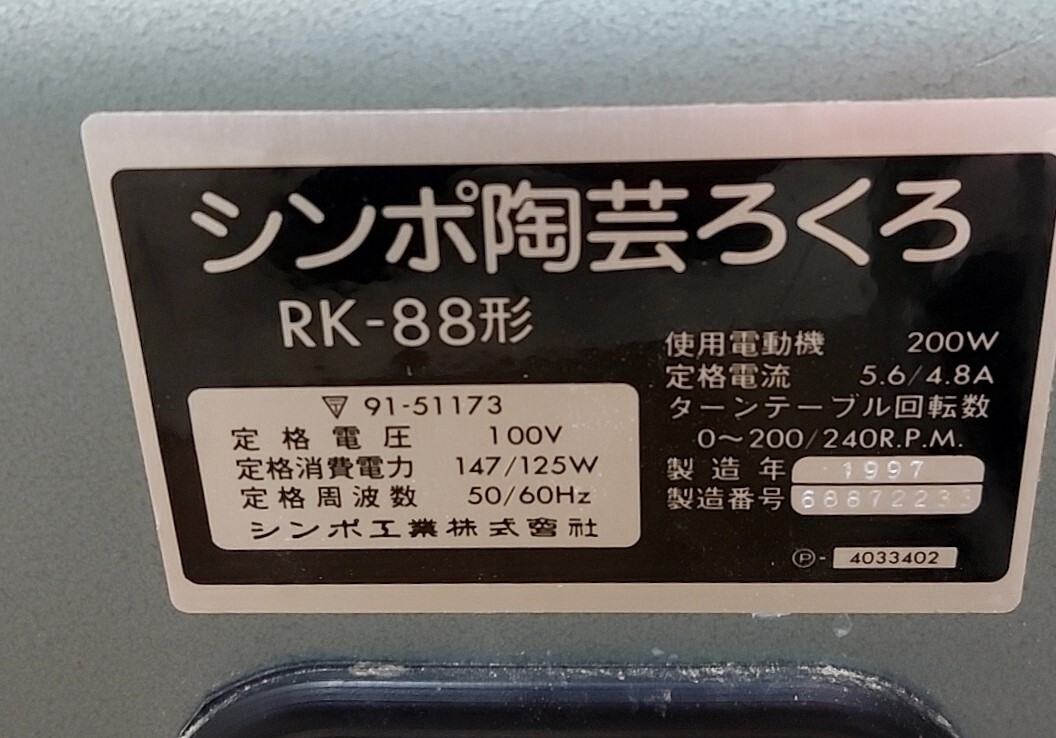 シンポ陶芸ろくろ
RK-88形
91-51173
定格電圧 100V
定格消費電力 147/125W
定格周波数 50/60Hz
シンポ工業株式會社
使用電動機 200W
定格電流 5.6/4.8A
ターンテーブル回転数
0～200/240R.P.M.
製造年 1997
製造番号
Ⓟ-4033402